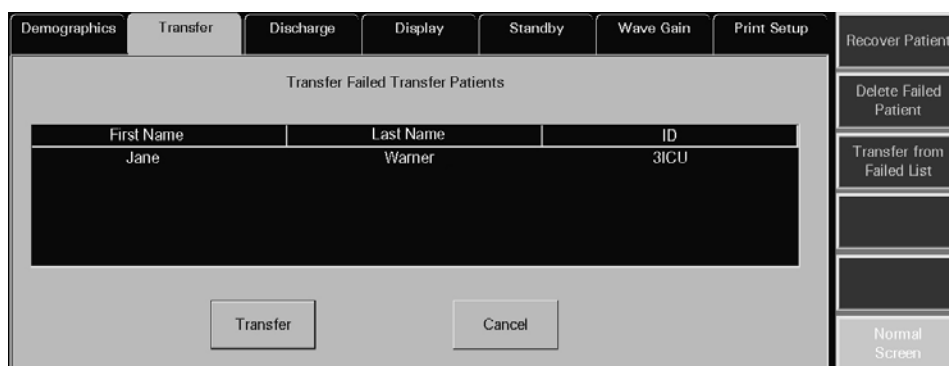 Demographics Transfer Discharge Display Standby Wave Gain Print Setup
Transfer Failed Transfer Patients
First Name Last Name ID
Jane Warner 3ICU
Transfer Cancel
Recover Patient
Delete Failed
Patient
Transfer from
Failed List
Normal
Screen